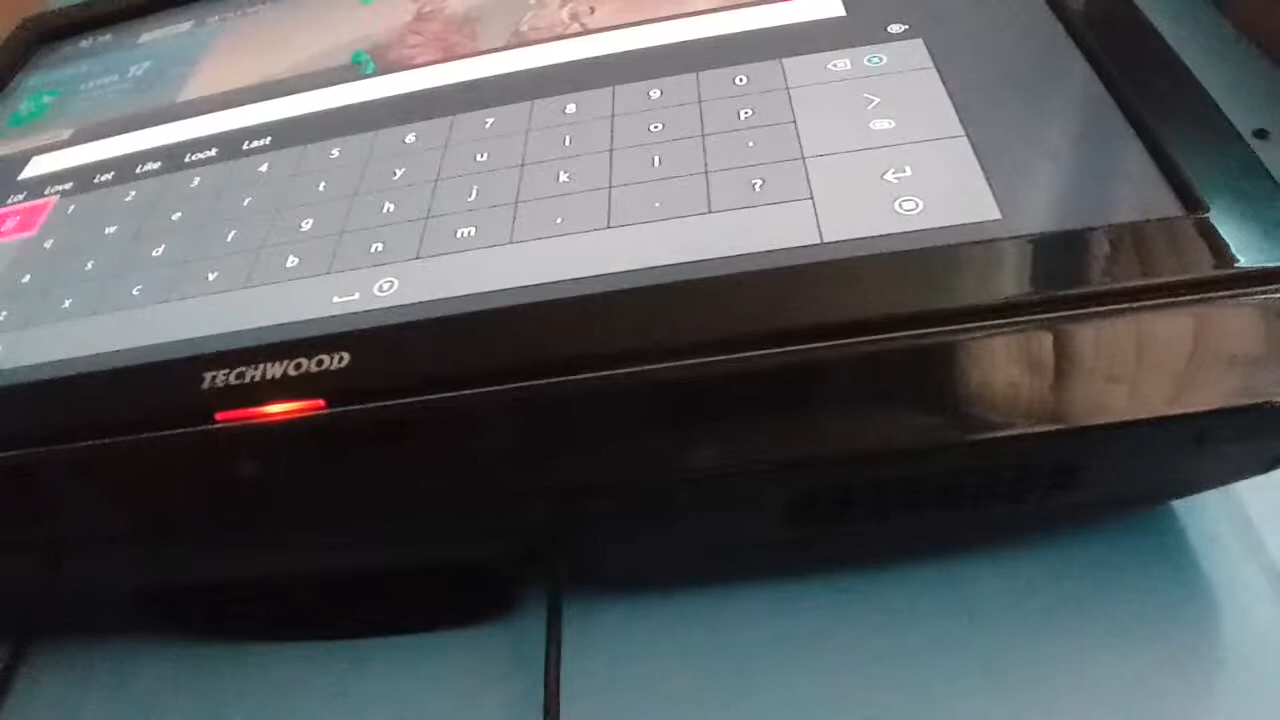 Lol Love Let Like Look Last
1 2 3 4 5 6 7 8 9 0
q w e r t y u i o p
a s d f g h j k l .
z x c v b n m , . ?
TECHWOOD